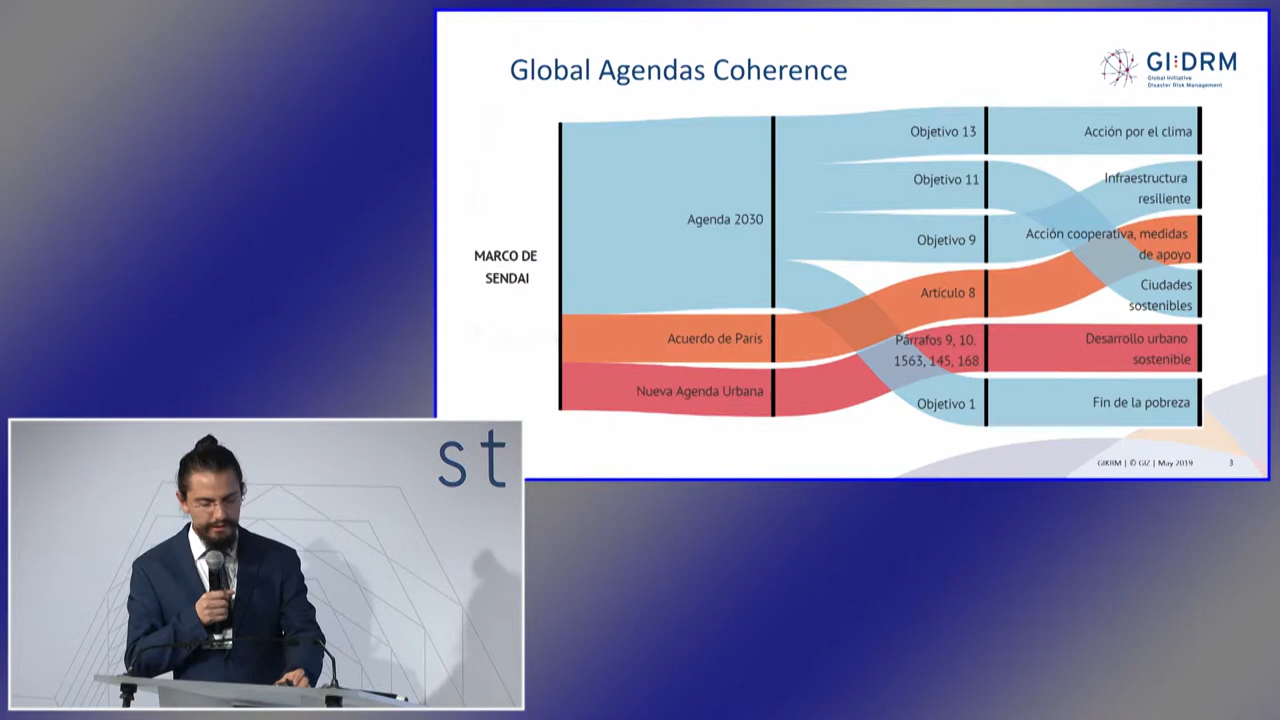 Global Agendas Coherence
GI:DRM
Global Initiative
Disaster Risk Management
MARCO DE
SENDAI
Agenda 2030
Acuerdo de París
Nueva Agenda Urbana
Objetivo 13
Objetivo 11
Objetivo 9
Artículo 8
Párrafos 9, 10.
1563, 145, 168
Objetivo 1
Acción por el clima
Infraestructura
resiliente
Acción cooperativa, medidas
de apoyo
Ciudades
sostenibles
Desarrollo urbano
sostenible
Fin de la pobreza
GIKRM | © GIZ | May 2019 3
st